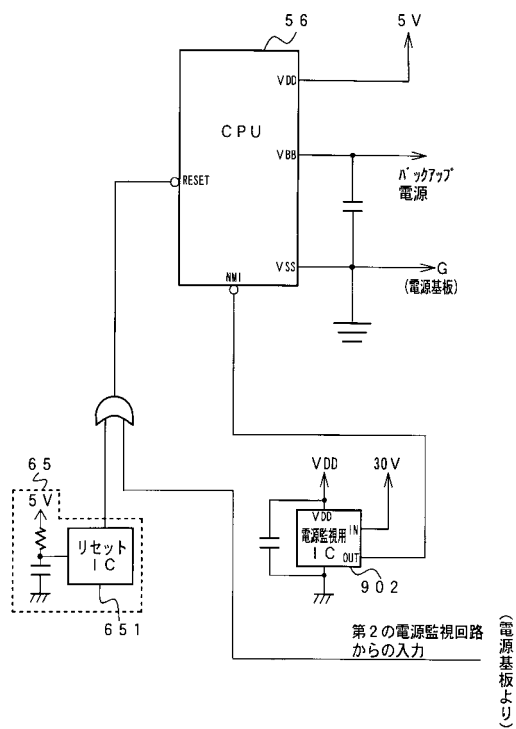 56
5V
VDD
CPU
VBB
バックアップ
電源
RESET
VSS
G
(電源基板)
NMI
65
5V
リセット
IC
651
VDD
30V
VDD
電源監視用
IN
IC
OUT
902
第2の電源監視回路
からの入力
(電源基板より)